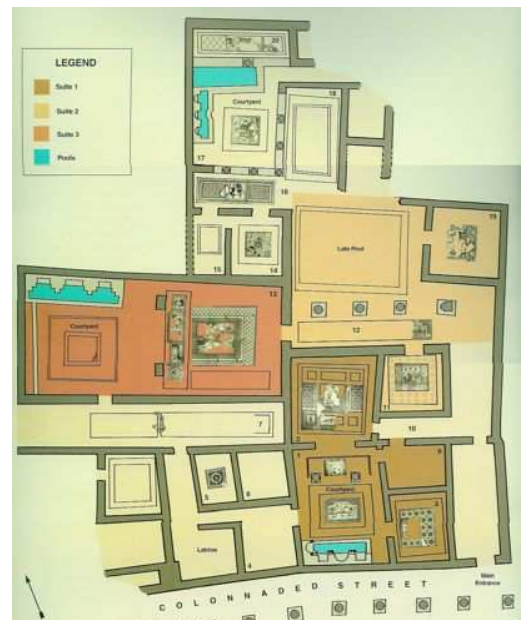 LEGEND
Suite 1
Suite 2
Suite 3
Pools
20
Courtyard
18
17
16
15
14
Late Pool
19
13
Courtyard
12
11
7
10
2
1
9
5
6
Courtyard
3
Latrine
4
Main
Entrance
COLONNADED STREET